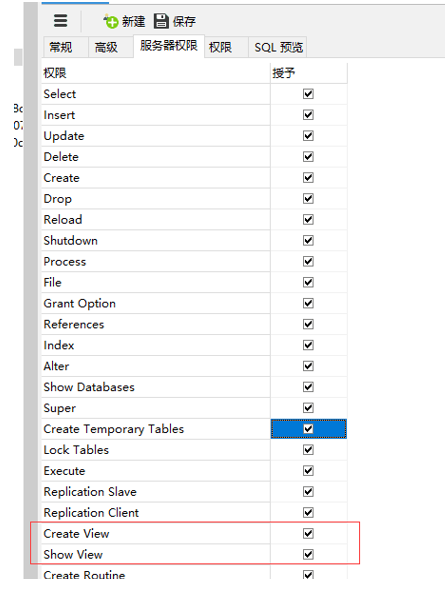 新建 保存
常规 高级 服务器权限 权限 SQL 预览
权限 授予
Select
Insert
Update
Delete
Create
Drop
Reload
Shutdown
Process
File
Grant Option
References
Index
Alter
Show Databases
Super
Create Temporary Tables
Lock Tables
Execute
Replication Slave
Replication Client
Create View
Show View
Create Routine